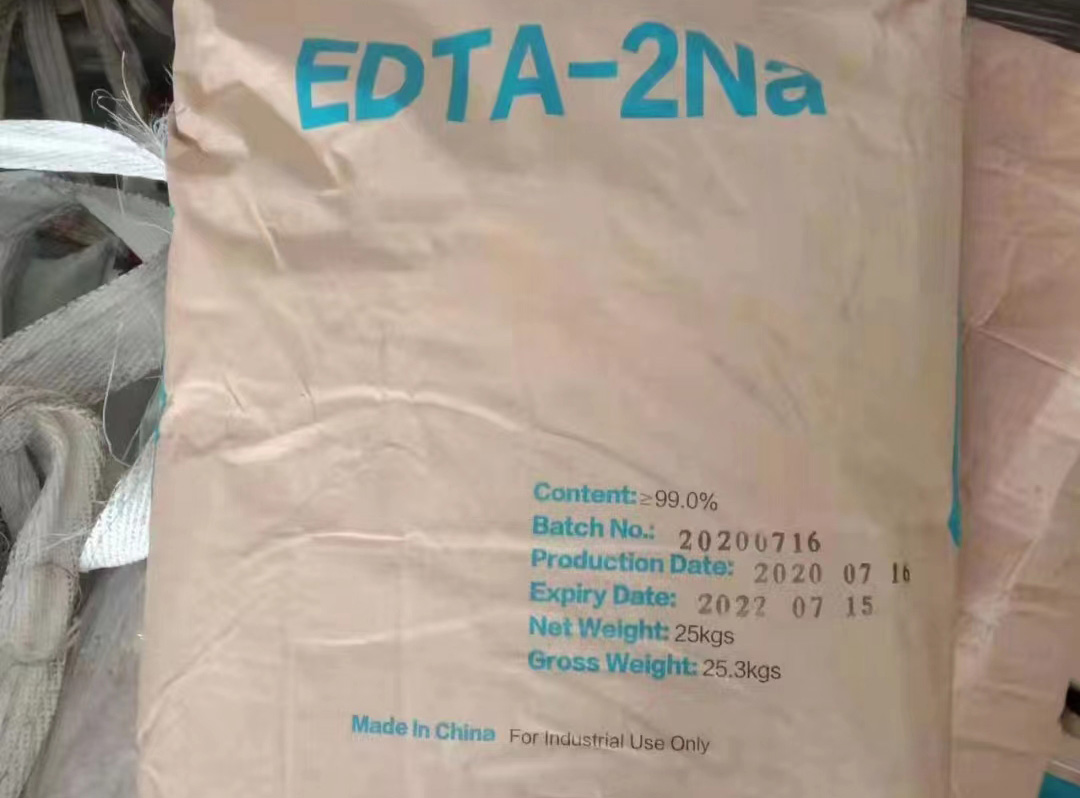 EDTA-2Na
Content: ≥99.0%
Batch No.: 20200716
Production Date: 2020 07 16
Expiry Date: 2022 07 15
Net Weight: 25kgs
Gross Weight: 25.3kgs
Made In China For Industrial Use Only